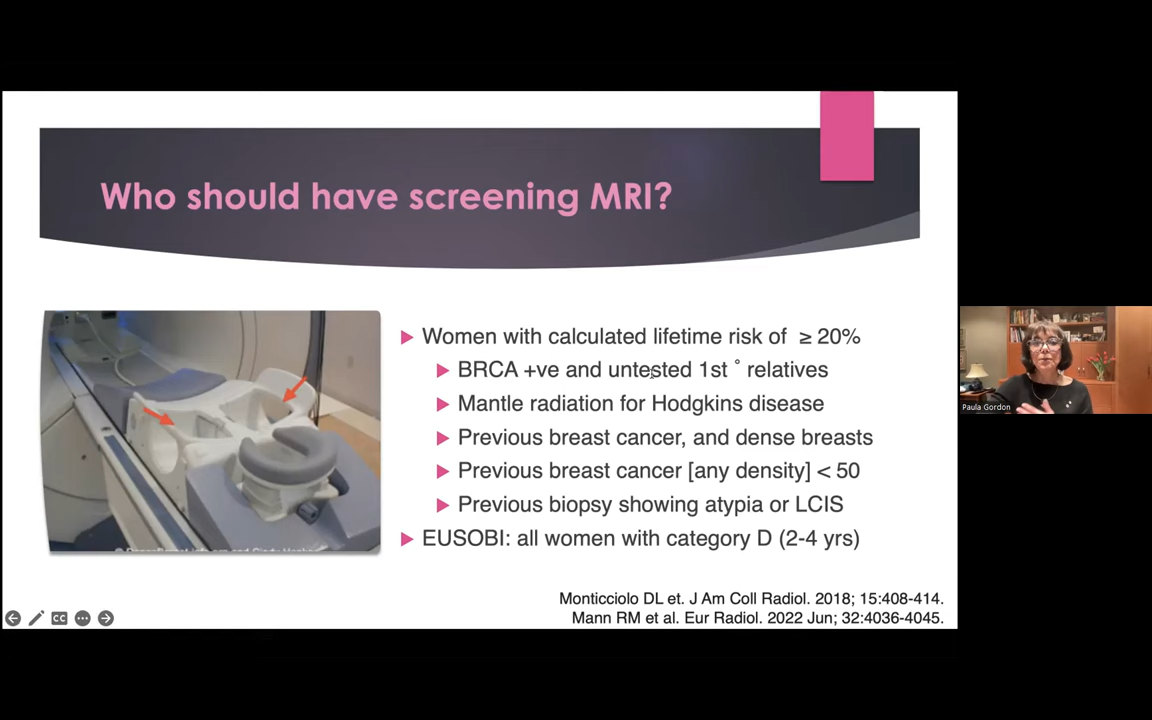 Who should have screening MRI?
Women with calculated lifetime risk of ≥ 20%
BRCA +ve and untested 1st ° relatives
Mantle radiation for Hodgkins disease
Previous breast cancer, and dense breasts
Previous breast cancer [any density] < 50
Previous biopsy showing atypia or LCIS
EUSOBI: all women with category D (2-4 yrs)
Monticciolo DL et. J Am Coll Radiol. 2018; 15:408-414.
Mann RM et al. Eur Radiol. 2022 Jun; 32:4036-4045.
CC
Paula Gordon